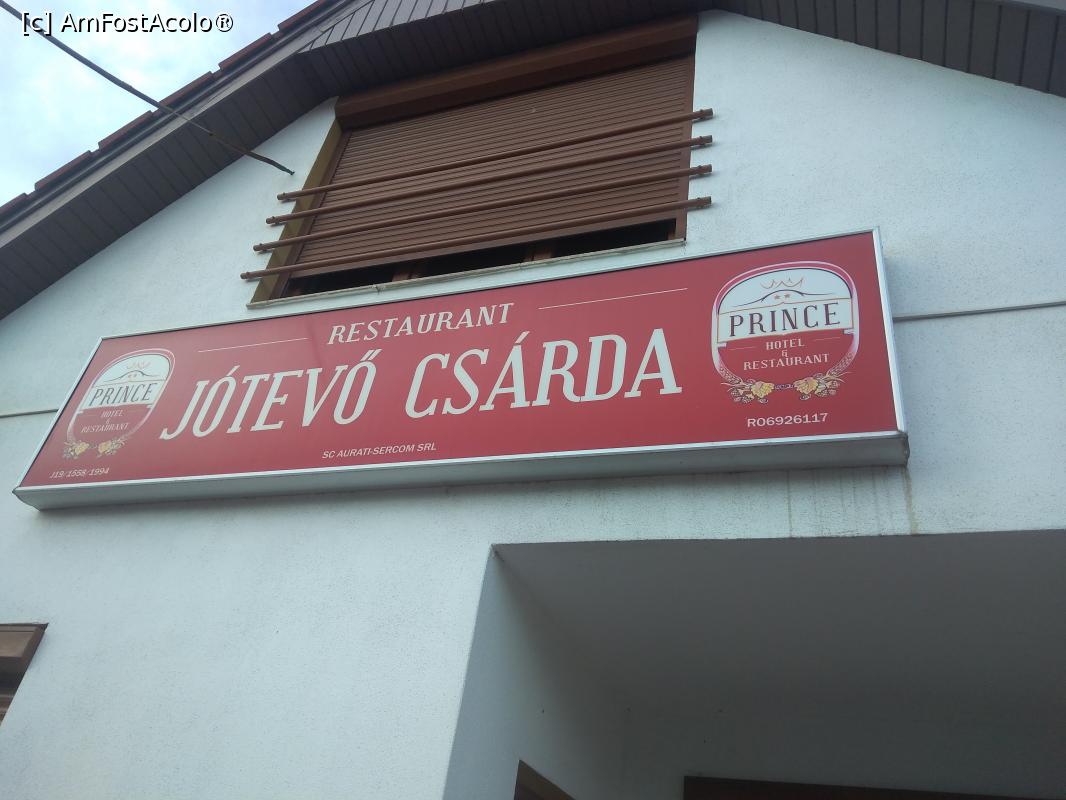 [c] AmFostAcolo®
RESTAURANT
JÓTEVŐ CSÁRDA
SC AURATI-SERCOM SRL
PRINCE
HOTEL
&
RESTAURANT
J19/1558/1994
PRINCE
HOTEL
&
RESTAURANT
RO6926117